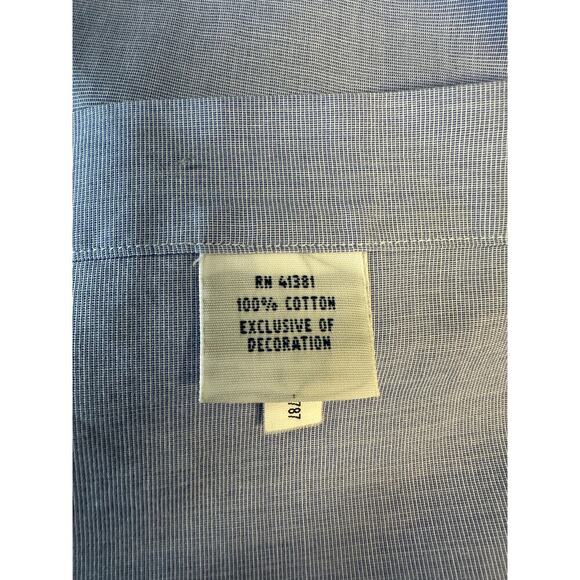 RN 41381
100% COTTON
EXCLUSIVE OF
DECORATION
787